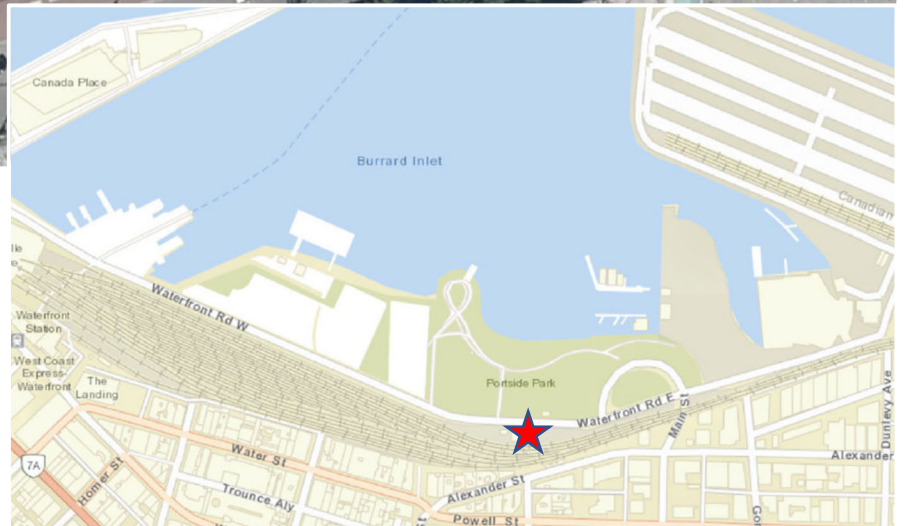 Canada Place
Burrard Inlet
Canadian
Waterfront Rd W
Waterfront
Station
West Coast
Express-
Waterfront
The
Landing
Portside Park
Waterfront Rd E
Main St
Dunlevy Ave
Alexander
7A
Homer St
Water St
Trounce Aly
Alexander St
Powell St